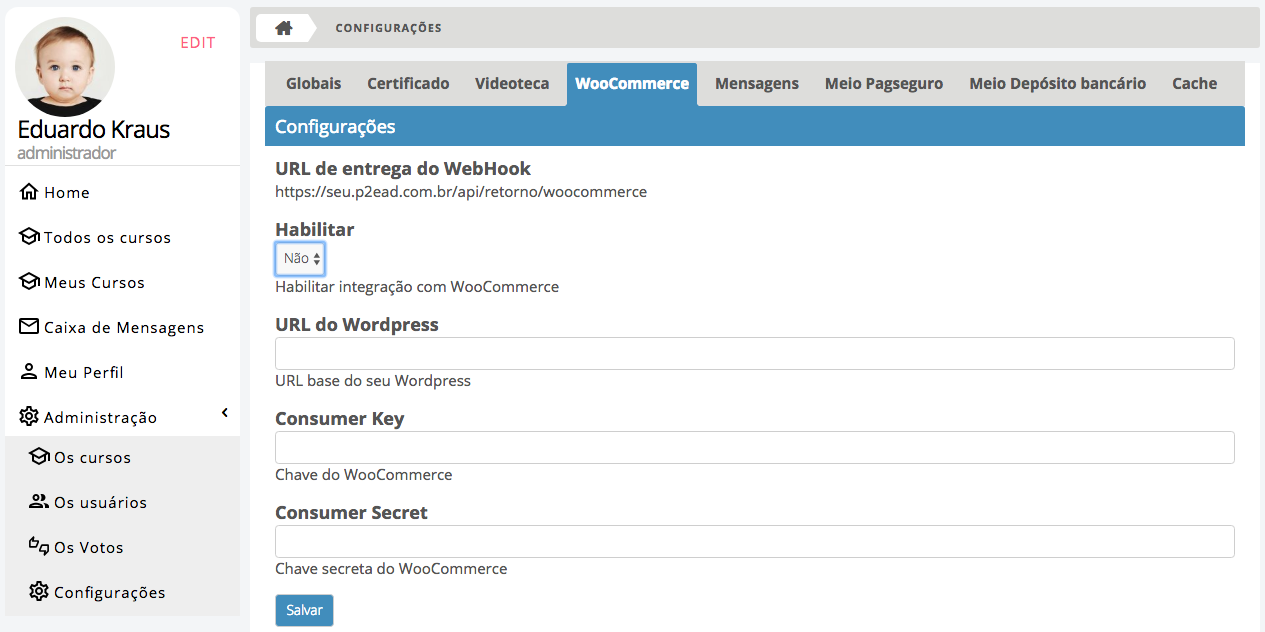 EDIT
Eduardo Kraus
administrador
Home
Todos os cursos
Meus Cursos
Caixa de Mensagens
Meu Perfil
Administração
Os cursos
Os usuários
Os Votos
Configurações
CONFIGURAÇÕES
Globais Certificado Videoteca WooCommerce Mensagens Meio Pagseguro Meio Depósito bancário Cache
Configurações
URL de entrega do WebHook
https://seu.p2ead.com.br/api/retorno/woocommerce
Habilitar
Não
Habilitar integração com WooCommerce
URL do Wordpress
URL base do seu Wordpress
Consumer Key
Chave do WooCommerce
Consumer Secret
Chave secreta do WooCommerce
Salvar